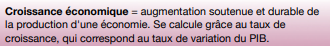 Croissance économique = augmentation soutenue et durable de
la production d'une économie. Se calcule grâce au taux de
croissance, qui correspond au taux de variation du PIB.